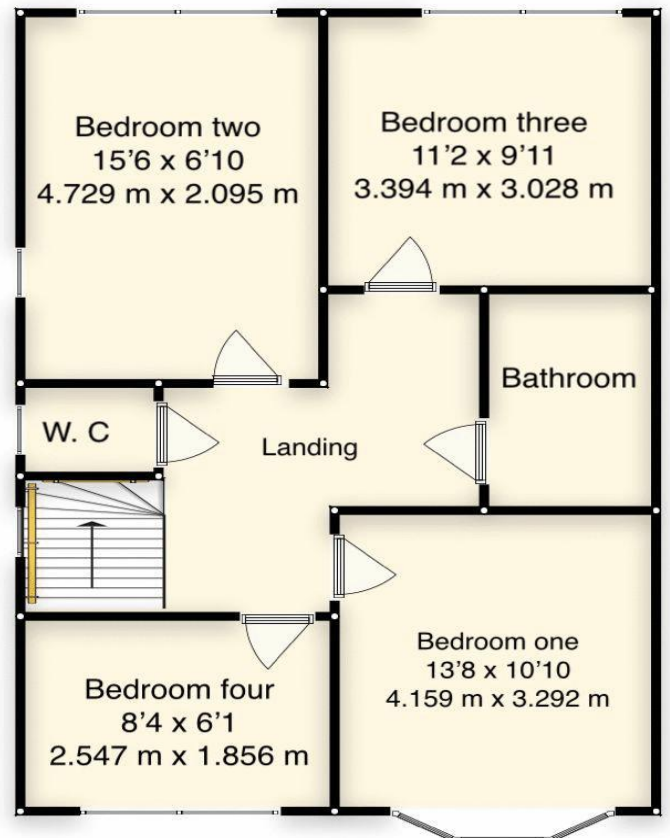 Bedroom two
15'6 x 6'10
4.729 m x 2.095 m
Bedroom three
11'2 x 9'11
3.394 m x 3.028 m
Bathroom
W. C
Landing
Bedroom one
13'8 x 10'10
4.159 m x 3.292 m
Bedroom four
8'4 x 6'1
2.547 m x 1.856 m